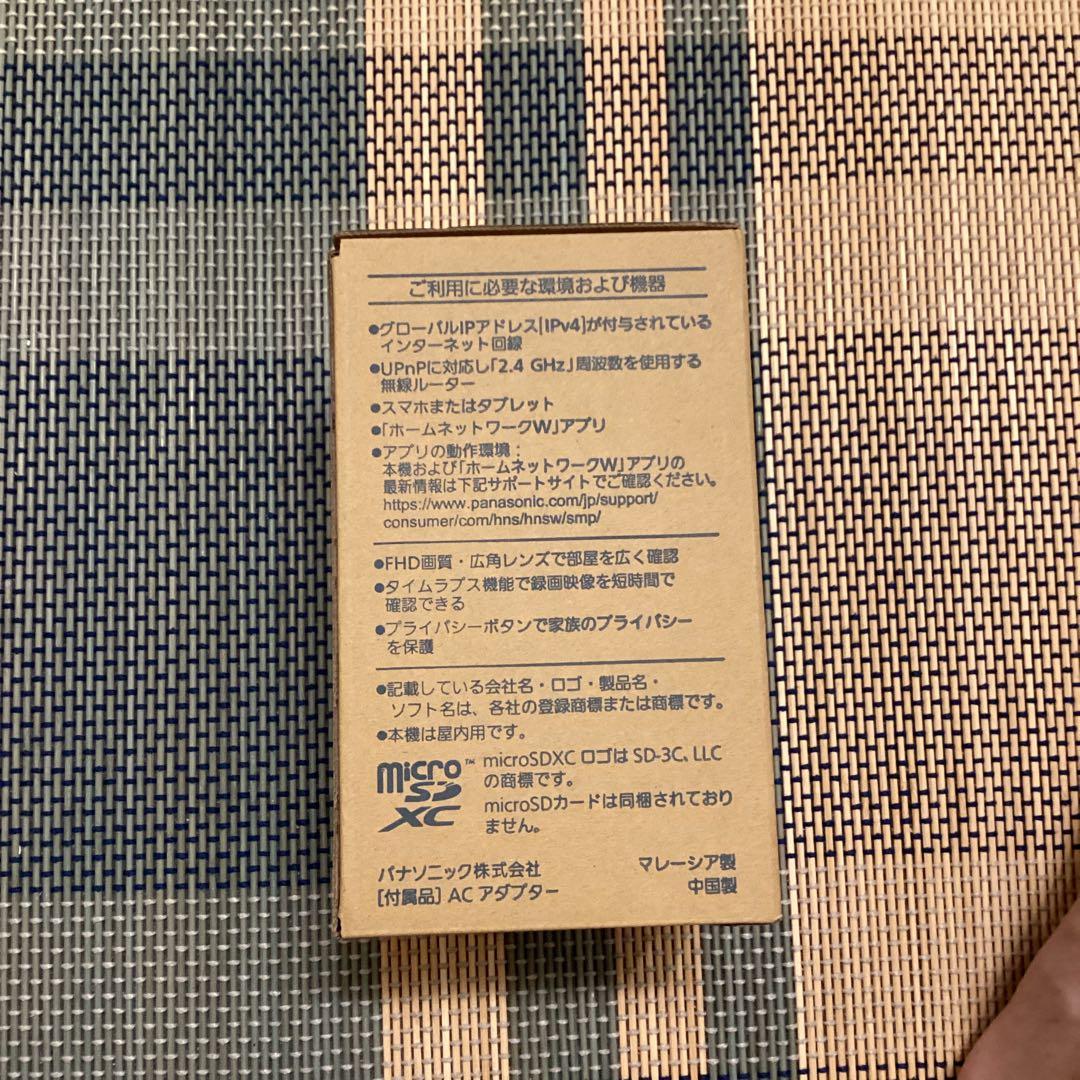 ご利用に必要な環境および機器
●グローバルIPアドレス[IPv4]が付与されている
インターネット回線
●UPnPに対応し「2.4 GHz」周波数を使用する
無線ルーター
●スマホまたはタブレット
●「ホームネットワークW」アプリ
●アプリの動作環境：
本機および「ホームネットワークW」アプリの
最新情報は下記サポートサイトでご確認ください。
https://www.panasonic.com/jp/support/
consumer/com/hns/hnsw/smp/
●FHD画質・広角レンズで部屋を広く確認
●タイムラプス機能で録画映像を短時間で
確認できる
●プライバシーボタンで家族のプライバシー
を保護
●記載している会社名・ロゴ・製品名・
ソフト名は、各社の登録商標または商標です。
●本機は屋内用です。
micro SD XC™
microSDXC ロゴは SD-3C, LLC
の商標です。
microSDカードは同梱されており
ません。
パナソニック株式会社
[付属品] AC アダプター
マレーシア製
中国製